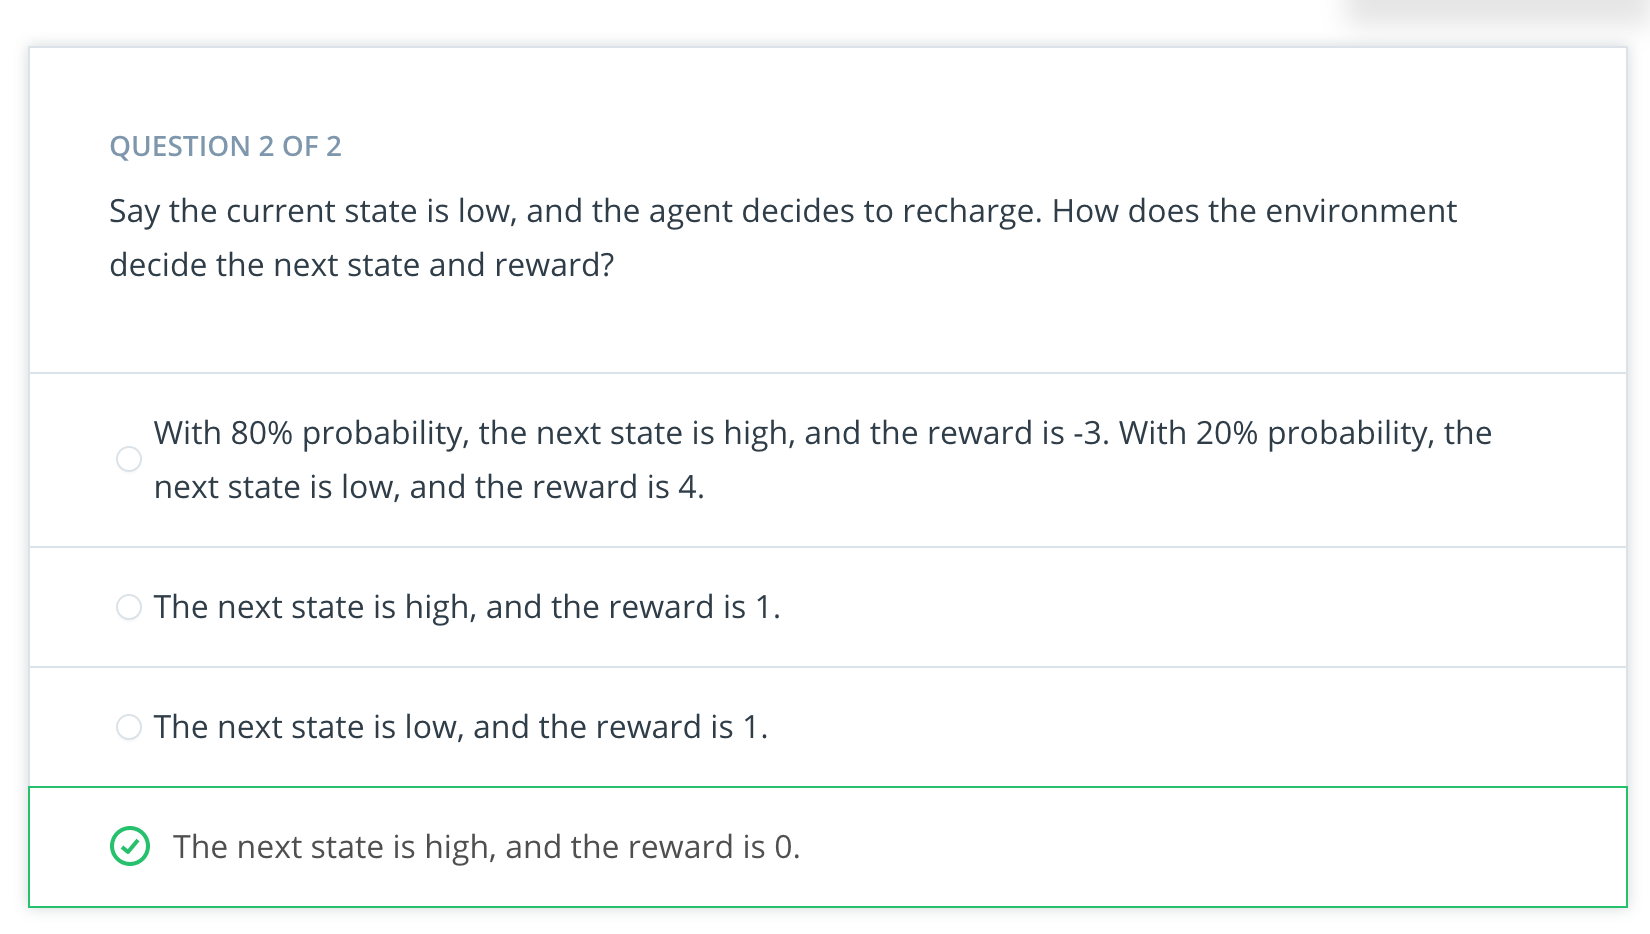 QUESTION 2 OF 2
Say the current state is low, and the agent decides to recharge. How does the environment
decide the next state and reward?
With 80% probability, the next state is high, and the reward is -3. With 20% probability, the
next state is low, and the reward is 4.
The next state is high, and the reward is 1.
The next state is low, and the reward is 1.
The next state is high, and the reward is 0.